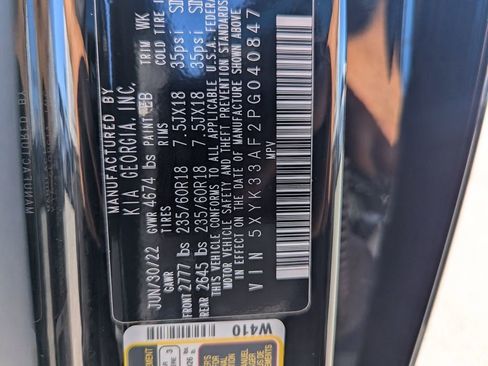 MANUFACTURED BY
KIA GEORGIA, INC.
JUN/30/22 GVWR 4674 lbs PAINT EB TRIM WK
GAWR TIRES COLD TIRE
FRONT 2777 lbs 235/60R18 7.5JX18 35psi
REAR 2645 lbs 235/60R18 7.5JX18 35psi
THIS VEHICLE CONFORMS TO ALL APPLICABLE U.S.A. FEDERAL
MOTOR VEHICLE SAFETY AND THEFT PREVENTION STANDARDS
IN EFFECT ON THE DATE OF MANUFACTURE SHOWN ABOVE.
VIN 5XYK33AF2PG040847
MPV
W410